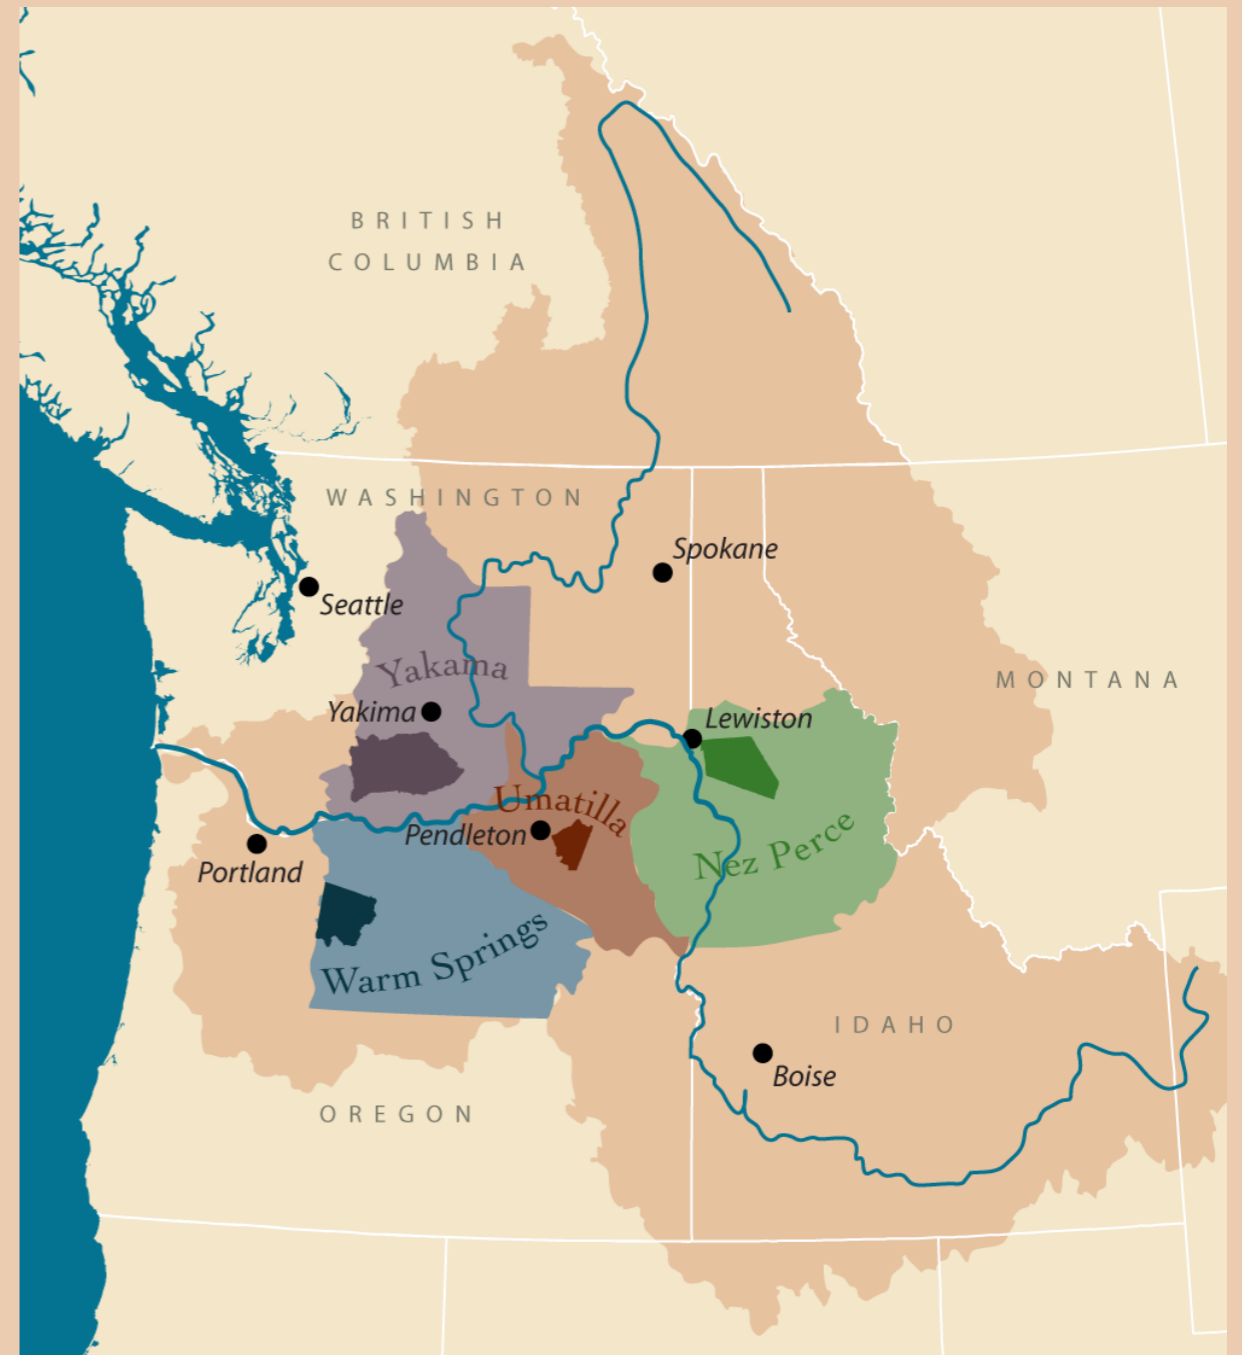 BRITISH
COLUMBIA
WASHINGTON
Spokane
Seattle
Yakama
MONTANA
Yakima
Lewiston
Umatilla
Pendleton
Nez Perce
Portland
Warm Springs
IDAHO
Boise
OREGON